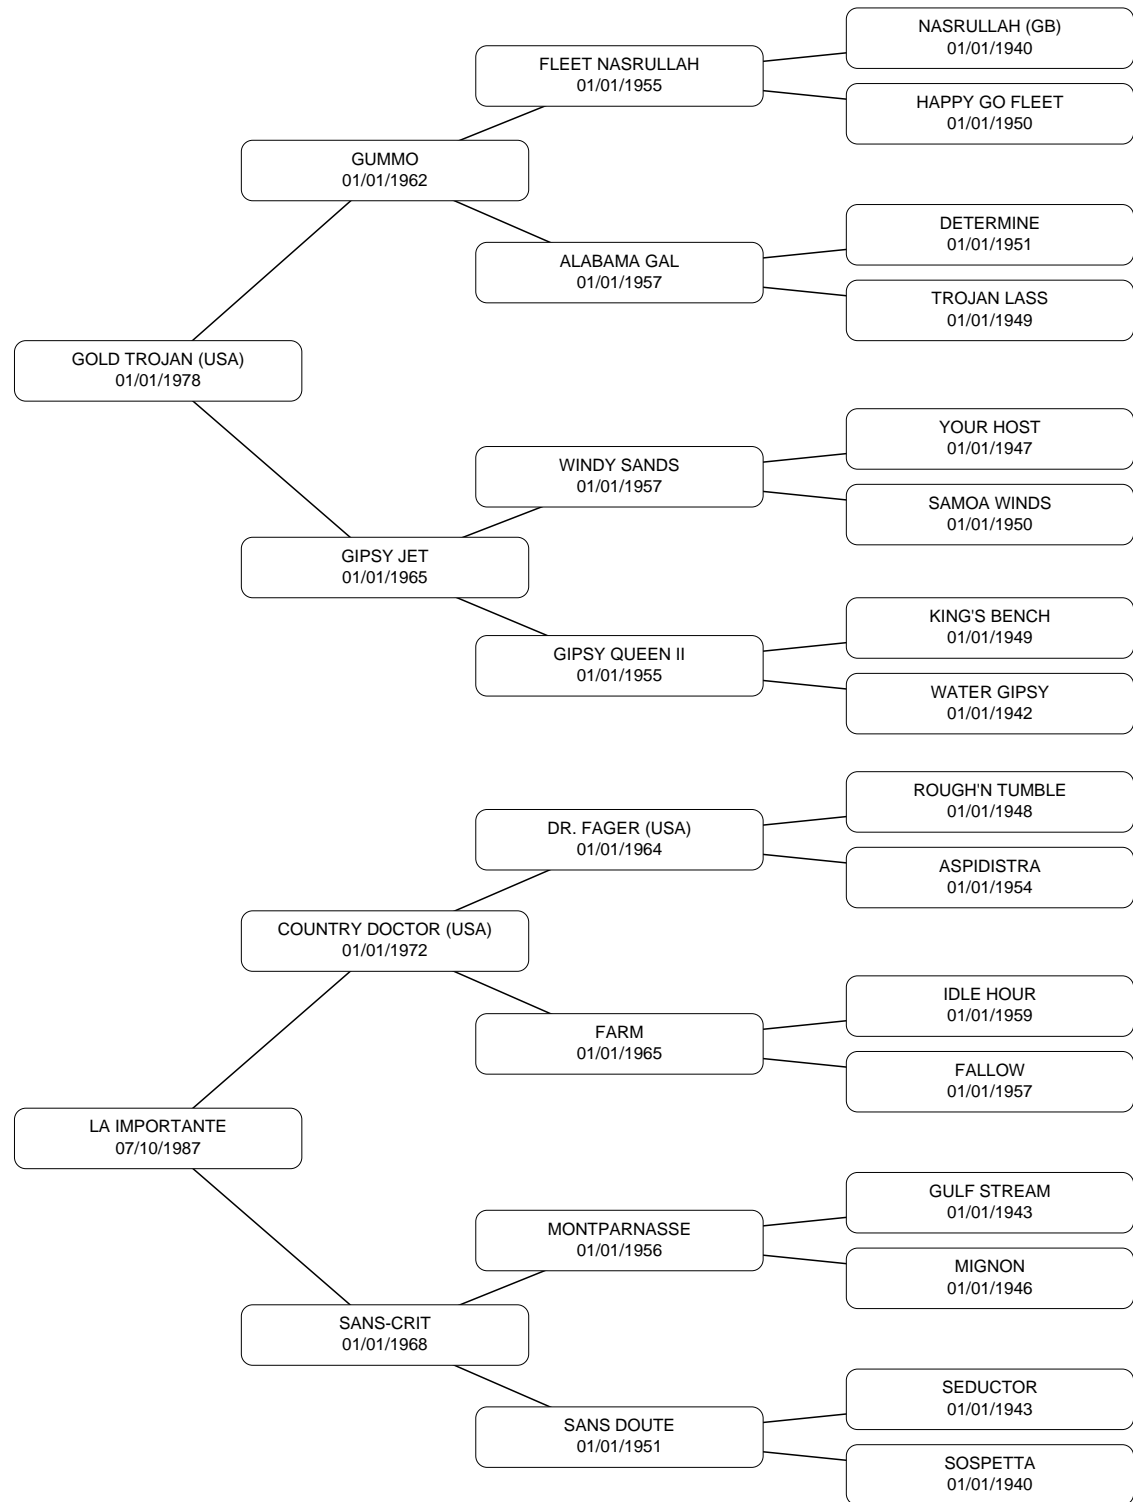 NASRULLAH (GB)
01/01/1940
FLEET NASRULLAH
01/01/1955
HAPPY GO FLEET
01/01/1950
GUMMO
01/01/1962
DETERMINE
01/01/1951
ALABAMA GAL
01/01/1957
TROJAN LASS
01/01/1949
GOLD TROJAN (USA)
01/01/1978
YOUR HOST
01/01/1947
WINDY SANDS
01/01/1957
SAMOA WINDS
01/01/1950
GIPSY JET
01/01/1965
KING'S BENCH
01/01/1949
GIPSY QUEEN II
01/01/1955
WATER GIPSY
01/01/1942
ROUGH'N TUMBLE
01/01/1948
DR. FAGER (USA)
01/01/1964
ASPIDISTRA
01/01/1954
COUNTRY DOCTOR (USA)
01/01/1972
IDLE HOUR
01/01/1959
FARM
01/01/1965
FALLOW
01/01/1957
LA IMPORTANTE
07/10/1987
GULF STREAM
01/01/1943
MONTPARNASSE
01/01/1956
MIGNON
01/01/1946
SANS-CRIT
01/01/1968
SEDUCTOR
01/01/1943
SANS DOUTE
01/01/1951
SOSPETTA
01/01/1940